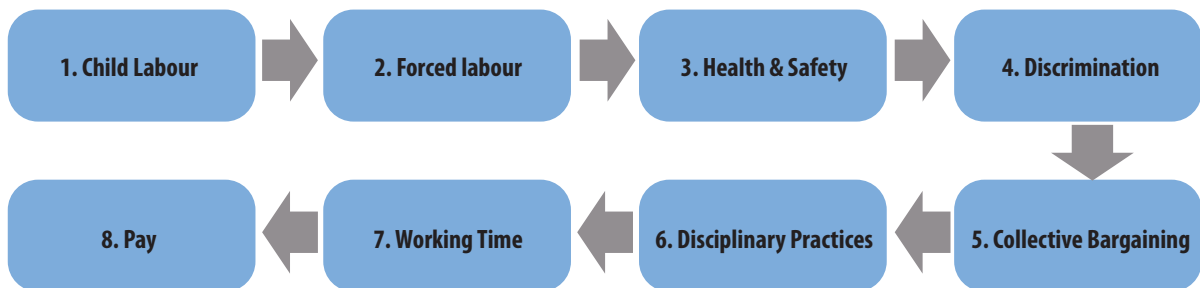 1. Child Labour
2. Forced labour
3. Health & Safety
4. Discrimination
5. Collective Bargaining
6. Disciplinary Practices
7. Working Time
8. Pay